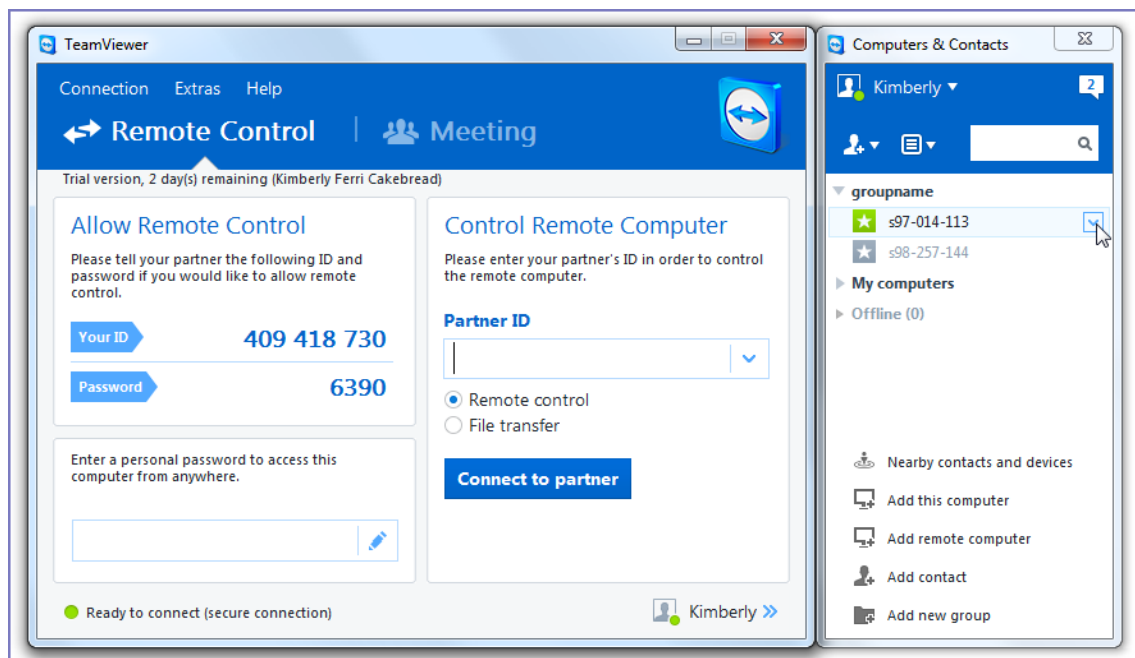 TeamViewer
Connection Extras Help
Remote Control Meeting
Trial version, 2 day(s) remaining (Kimberly Ferri Cakebread)
Allow Remote Control
Please tell your partner the following ID and
password if you would like to allow remote
control.
Your ID 409 418 730
Password 6390
Enter a personal password to access this
computer from anywhere.
Control Remote Computer
Please enter your partner's ID in order to control
the remote computer.
Partner ID
Remote control
File transfer
Connect to partner
Ready to connect (secure connection)
Kimberly
Computers & Contacts
Kimberly 2
groupname
s97-014-113
s98-257-144
My computers
Offline (0)
Nearby contacts and devices
Add this computer
Add remote computer
Add contact
Add new group